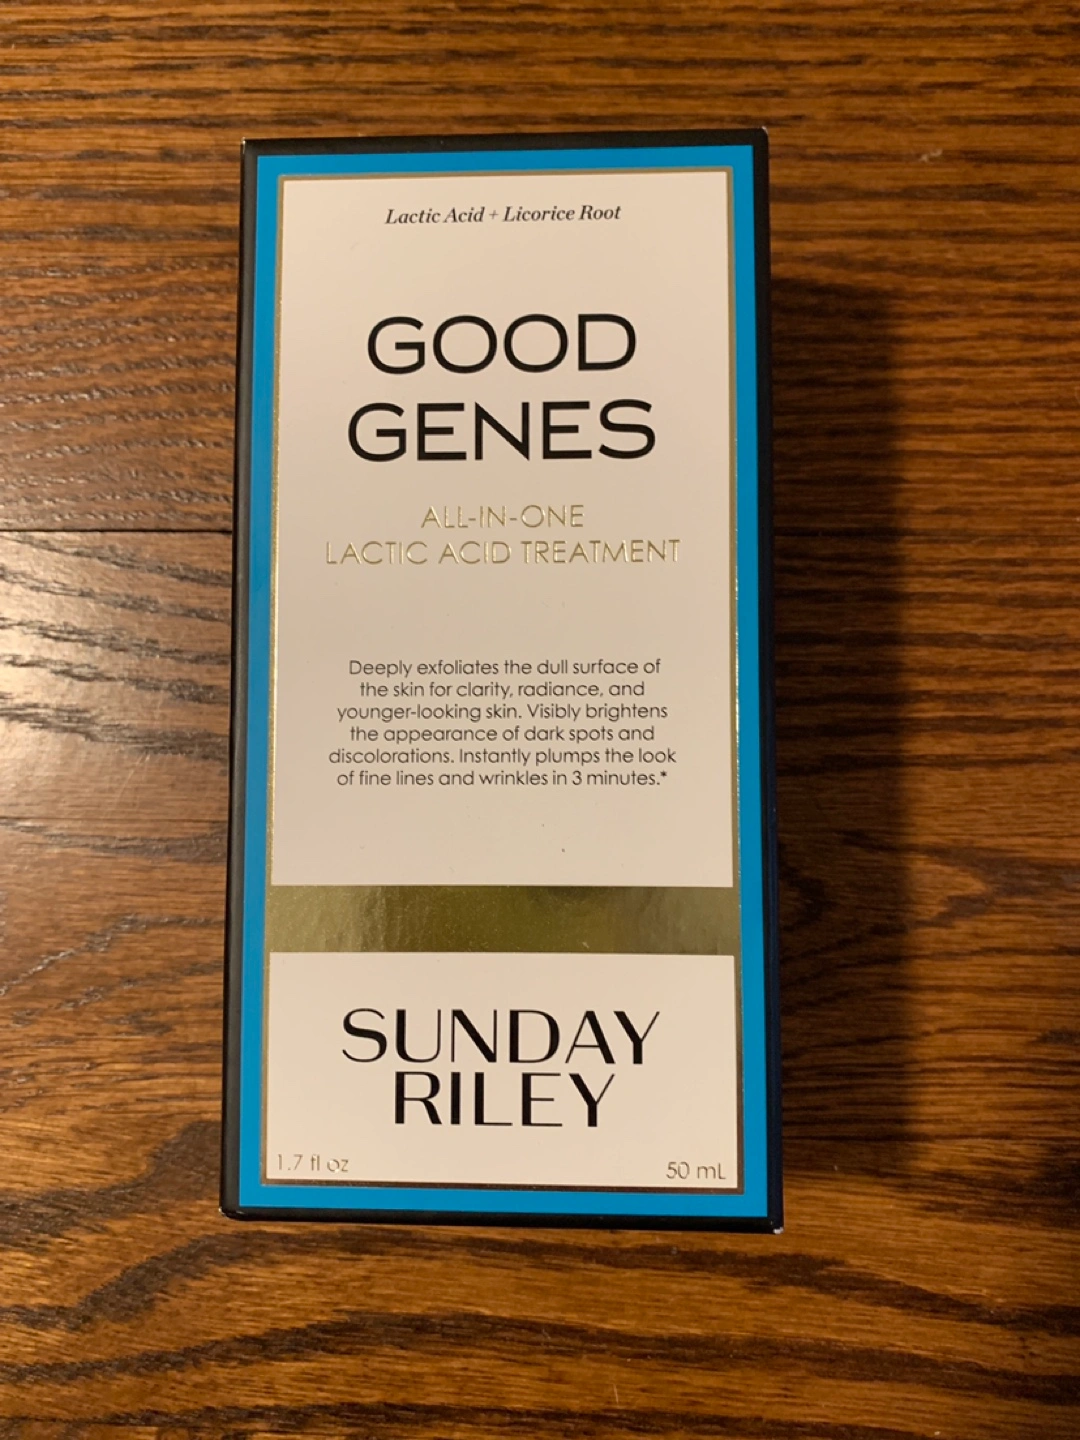 Lactic Acid + Licorice Root
GOOD
GENES
ALL-IN-ONE
LACTIC ACID TREATMENT
Deeply exfoliates the dull surface of
the skin for clarity, radiance, and
younger-looking skin. Visibly brightens
the appearance of dark spots and
discolorations. Instantly plumps the look
of fine lines and wrinkles in 3 minutes.*
SUNDAY
RILEY
1.7 fl oz
50 mL